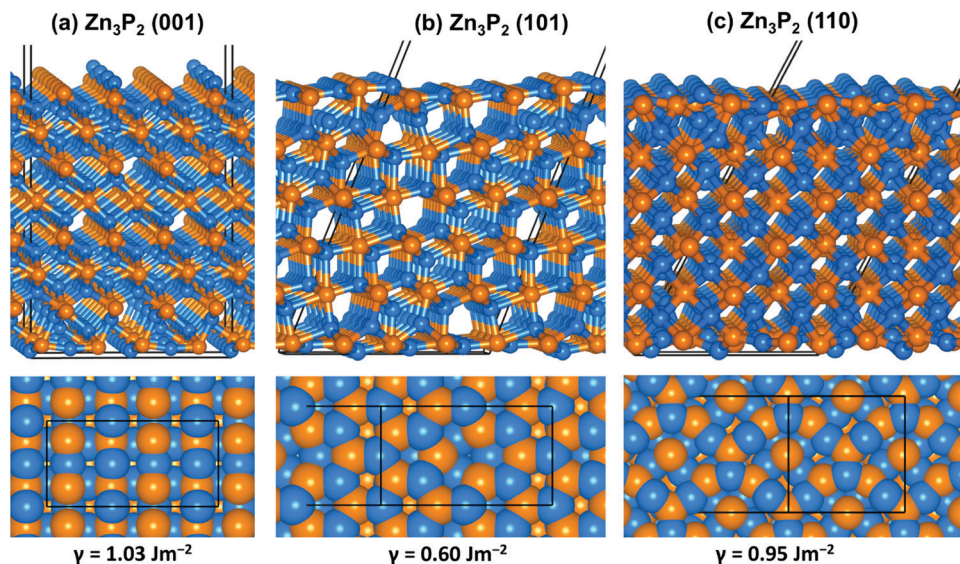 (a) Zn₃P₂ (001)
(b) Zn₃P₂ (101)
(c) Zn₃P₂ (110)
γ = 1.03 Jm⁻²
γ = 0.60 Jm⁻²
γ = 0.95 Jm⁻²